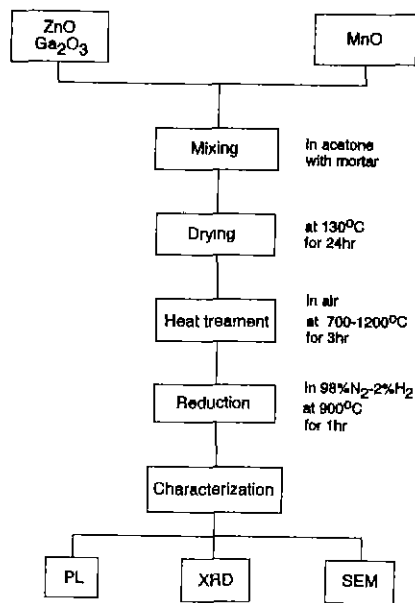 ZnO
Ga2O3
MnO
Mixing
In acetone
with mortar
Drying
at 130°C
for 24hr
Heat treament
In air
at 700-1200°C
for 3hr
Reduction
In 98%N2-2%H2
at 900°C
for 1hr
Characterization
PL
XRD
SEM